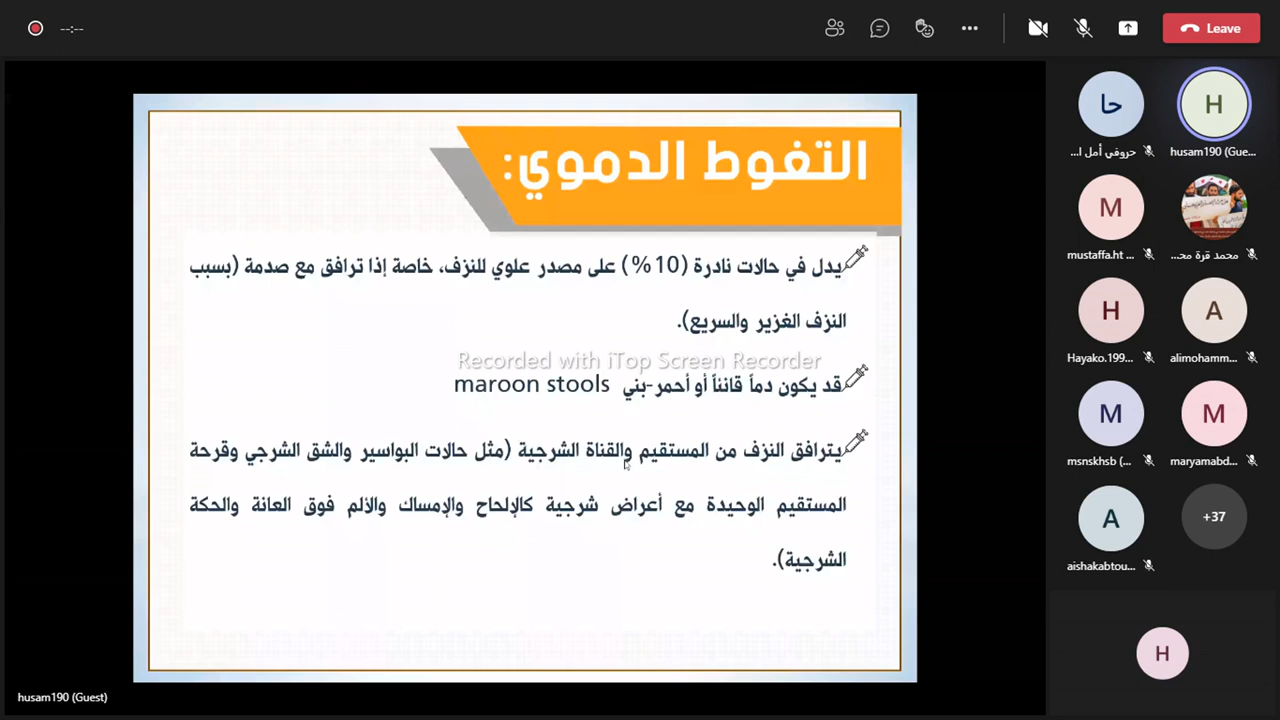 --:--
Leave
التغوط الدموي:
يدل في حالات نادرة (10%) على مصدر علوي للنزف، خاصة إذا ترافق مع صدمة (بسبب
النزف الغزير والسريع).
Recorded with iTop Screen Recorder
قد يكون دماً قانئاً أو أحمر-بني maroon stools
يترافق النزف من المستقيم والقناة الشرجية (مثل حالات البواسير والشق الشرجي وقرحة
المستقيم الوحيدة مع أعراض شرجية كالإلحاح والإمساك والألم فوق العانة والحكة
الشرجية).
حا
H
حروقي أمل ا...
husam190 (Gue...
M
mustaffa.ht ...
محمد قرة مح...
H
A
Hayako.199...
alimohamm...
M
M
msnskhsb (...
maryamabd...
A
+37
aishakabtou...
H
husam190 (Guest)